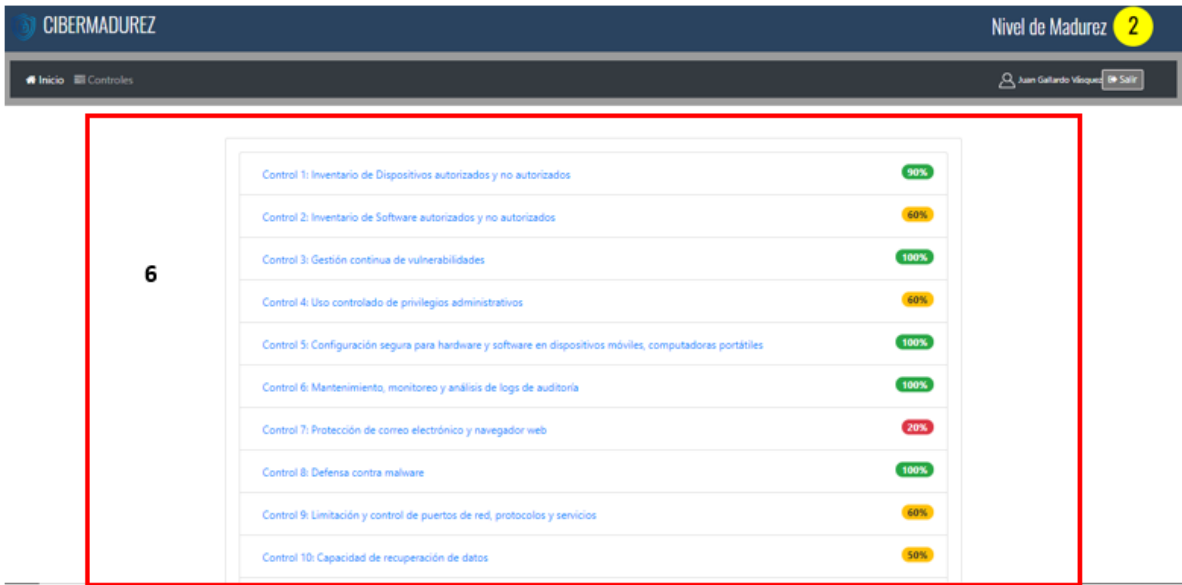 CIBERMADUREZ
Nivel de Madurez 2
Inicio Controles
Juan Gallardo Vásquez Salir
Control 1: Inventario de Dispositivos autorizados y no autorizados 90%
Control 2: Inventario de Software autorizados y no autorizados 60%
Control 3: Gestión continua de vulnerabilidades 100%
6
Control 4: Uso controlado de privilegios administrativos 60%
Control 5: Configuración segura para hardware y software en dispositivos móviles, computadoras portátiles 100%
Control 6: Mantenimiento, monitoreo y análisis de logs de auditoría 100%
Control 7: Protección de correo electrónico y navegador web 20%
Control 8: Defensa contra malware 100%
Control 9: Limitación y control de puertos de red, protocolos y servicios 60%
Control 10: Capacidad de recuperación de datos 50%